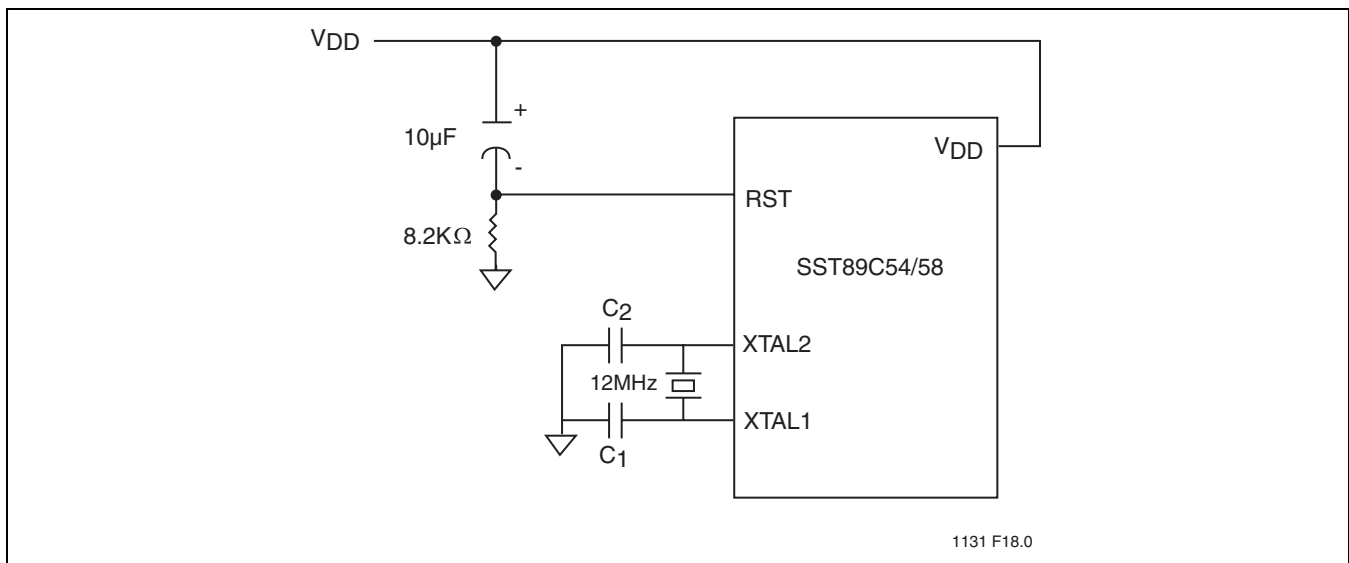 VDD
+
10µF
VDD
-
RST
8.2KΩ
SST89C54/58
C2
XTAL2
12MHz
XTAL1
C1
1131 F18.0